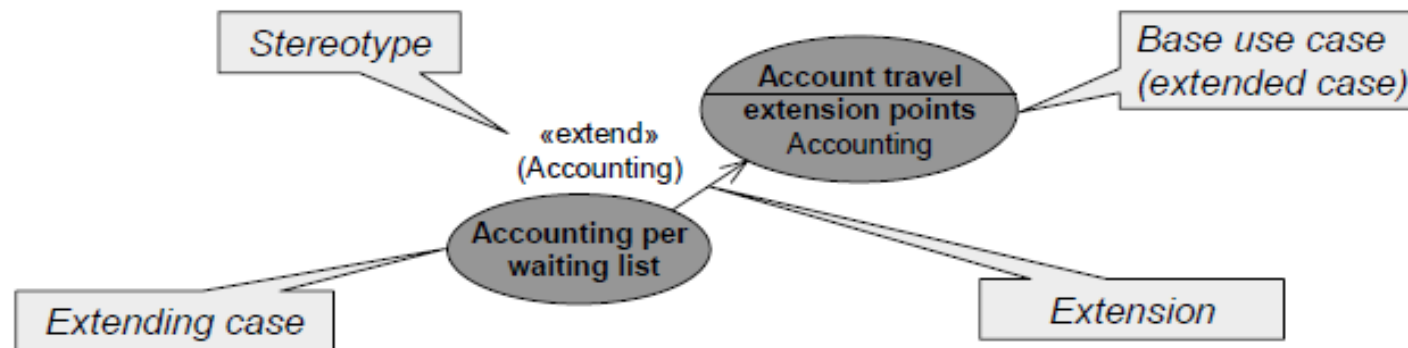 Stereotype
Base use case
(extended case)
Account travel
extension points
Accounting
«extend»
(Accounting)
Accounting per
waiting list
Extending case
Extension